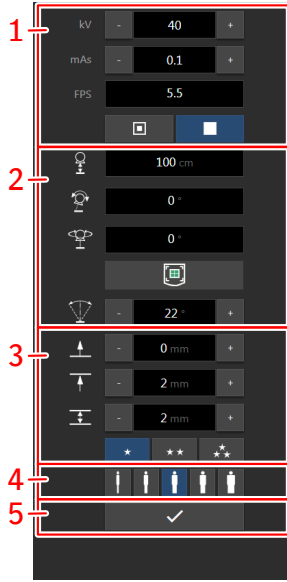 1
kV - 40 +
mAs - 0.1 +
FPS 5.5
2
100 cm
0 °
0 °
- 22 ° +
3
- 0 mm +
- 2 mm +
- 2 mm +
4
5